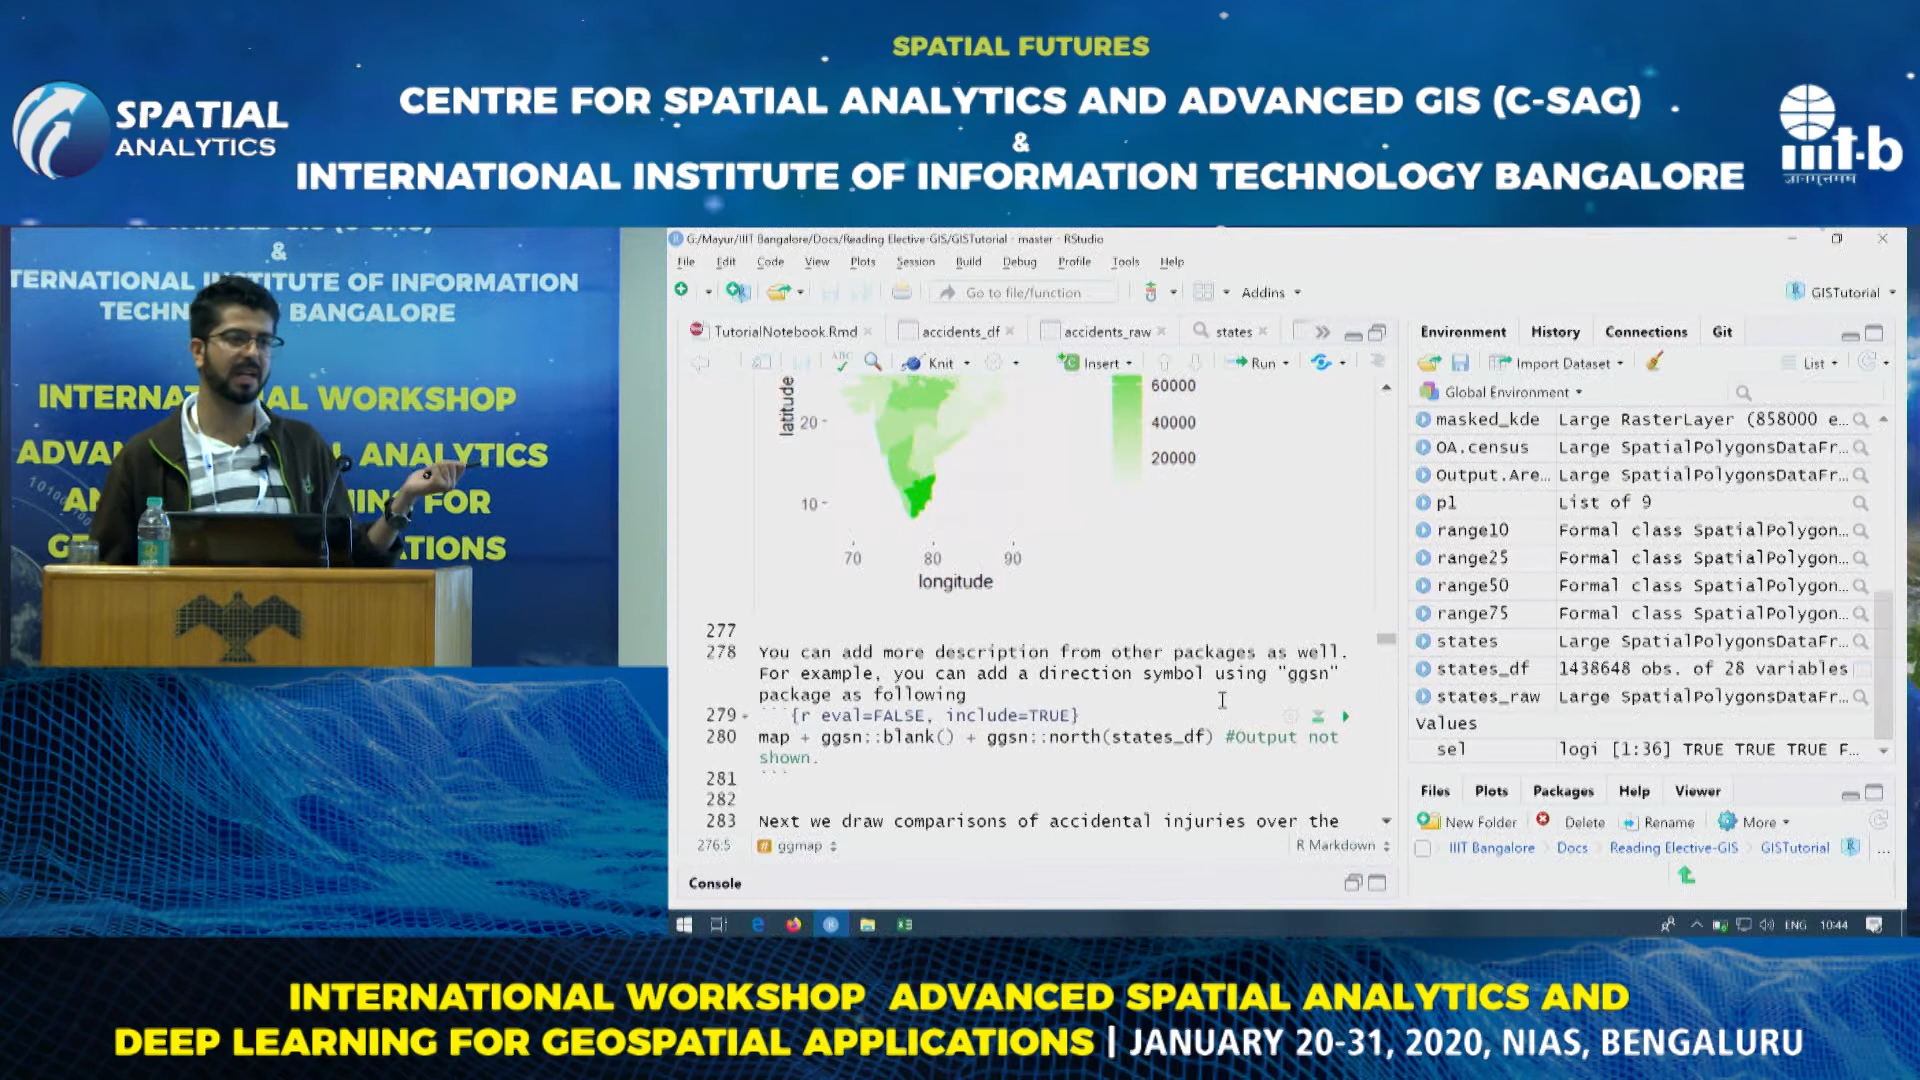 SPATIAL FUTURES
CENTRE FOR SPATIAL ANALYTICS AND ADVANCED GIS (C-SAG)
&
INTERNATIONAL INSTITUTE OF INFORMATION TECHNOLOGY BANGALORE
SPATIAL
ANALYTICS
iiit-b
ज्ञानमुत्तमम्
&
TERNATIONAL INSTITUTE OF INFORMATION
BANGALORE
WORKSHOP
ANALYTICS
FOR
G:/Mayur/IIIT Bangalore/Docs/Reading Elective-GIS/GISTutorial - master - RStudio
File Edit Code View Plots Session Build Debug Profile Tools Help
Go to file/function
Addins
GISTutorial
TutorialNotebook.Rmd
accidents_df
accidents_raw
states
Knit
Insert
Run
latitude
20
10
70 80 90
longitude
60000
40000
20000
277
278 You can add more description from other packages as well.
For example, you can add a direction symbol using "ggsn"
package as following
279 ```{r eval=FALSE, include=TRUE}
280 map + ggsn::blank() + ggsn::north(states_df) #Output not
shown.
281 ```
282
283 Next we draw comparisons of accidental injuries over the
276:5 ggmap R Markdown
Console
Environment History Connections Git
Import Dataset
List
Global Environment
masked_kde Large RasterLayer (858000 e...
OA.census Large SpatialPolygonsDataFr...
Output.Are... Large SpatialPolygonsDataFr...
List of 9
range10 Formal class SpatialPolygon...
range25 Formal class SpatialPolygon...
range50 Formal class SpatialPolygon...
range75 Formal class SpatialPolygon...
states Large SpatialPolygonsDataFr...
states_df 1438648 obs. of 28 variables
states_raw Large SpatialPolygonsDataFr...
Values
sel logi [1:36] TRUE TRUE TRUE F...
Files Plots Packages Help Viewer
New Folder Delete Rename More
IIIT Bangalore Docs Reading Elective-GIS GISTutorial ...
ENG 10:44
INTERNATIONAL WORKSHOP ADVANCED SPATIAL ANALYTICS AND
DEEP LEARNING FOR GEOSPATIAL APPLICATIONS | JANUARY 20-31, 2020, NIAS, BENGALURU